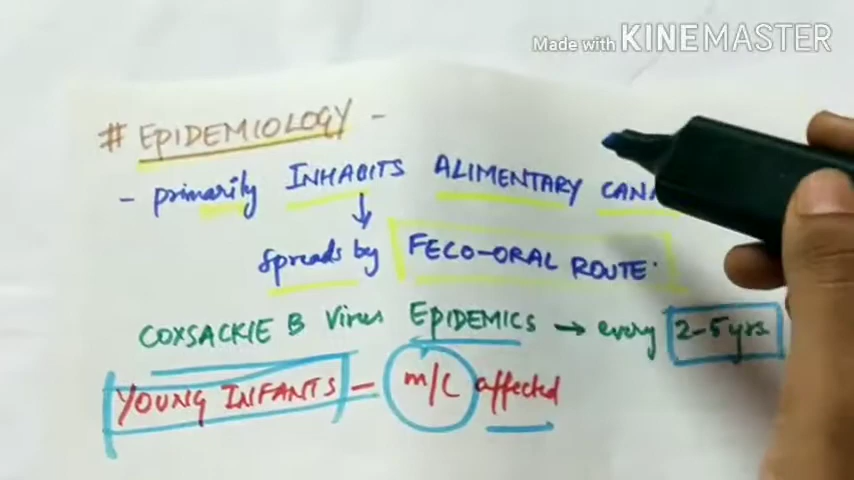 Made with KINEMASTER
# EPIDEMIOLOGY -
- primarily INHABITS ALIMENTARY
↓
spreads by FECO-ORAL ROUTE.
COXSACKIE B Virus EPIDEMICS → every 2-5 yrs
YOUNG INFANTS - m/c affected